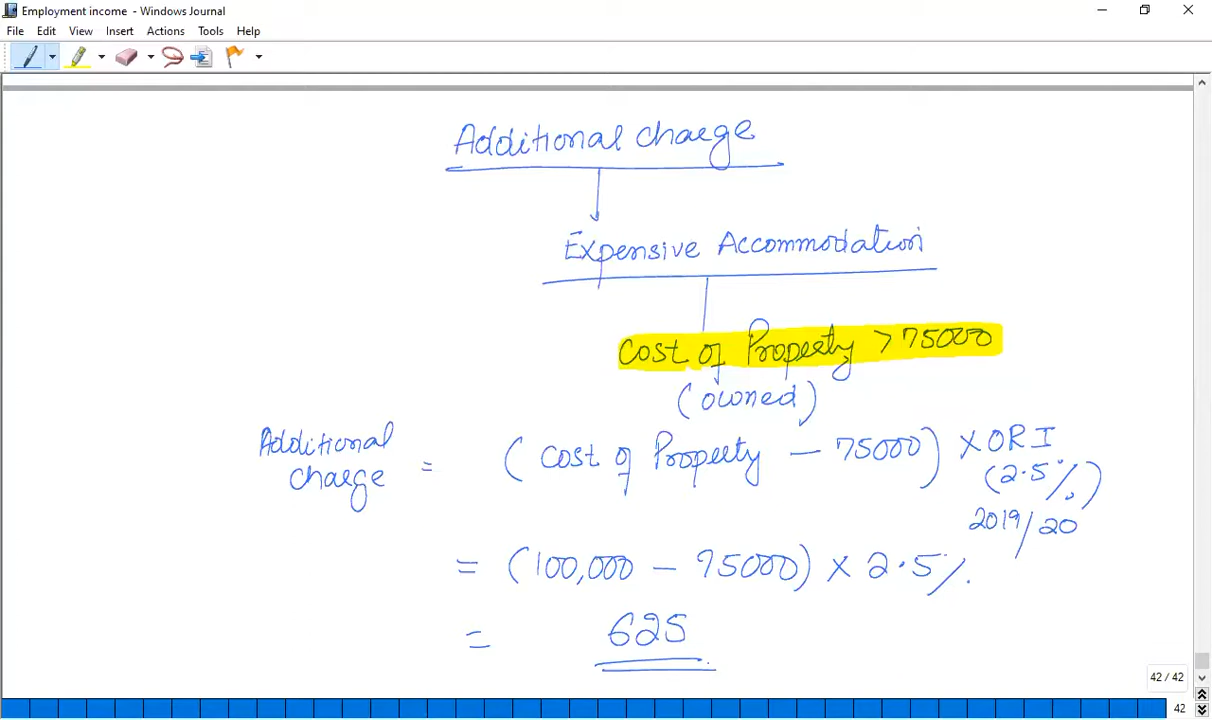 Employment income - Windows Journal
File Edit View Insert Actions Tools Help
Additional charge
Expensive Accommodation
Cost of Property > 75000
(owned)
Additional charge = (Cost of Property - 75000) X ORI
(2.5%)
2019/20
= (100,000 - 75000) X 2.5%.
= 625
42 / 42
42